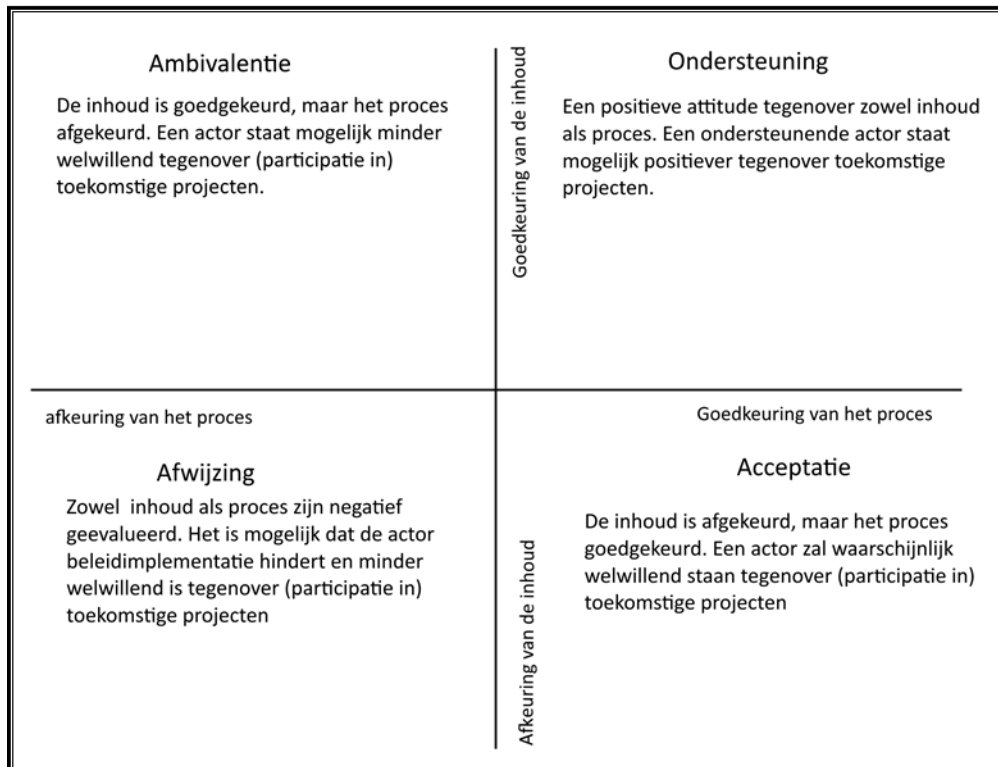 Ambivalentie
De inhoud is goedgekeurd, maar het proces
afgekeurd. Een actor staat mogelijk minder
welwillend tegenover (participatie in)
toekomstige projecten.
Goedkeuring van de inhoud
Ondersteuning
Een positieve attitude tegenover zowel inhoud
als proces. Een ondersteunende actor staat
mogelijk positiever tegenover toekomstige
projecten.
afkeuring van het proces
Goedkeuring van het proces
Afwijzing
Zowel inhoud als proces zijn negatief
geevalueerd. Het is mogelijk dat de actor
beleidimplementatie hindert en minder
welwillend is tegenover (participatie in)
toekomstige projecten
Afkeuring van de inhoud
Acceptatie
De inhoud is afgekeurd, maar het proces
goedgekeurd. Een actor zal waarschijnlijk
welwillend staan tegenover (participatie in)
toekomstige projecten